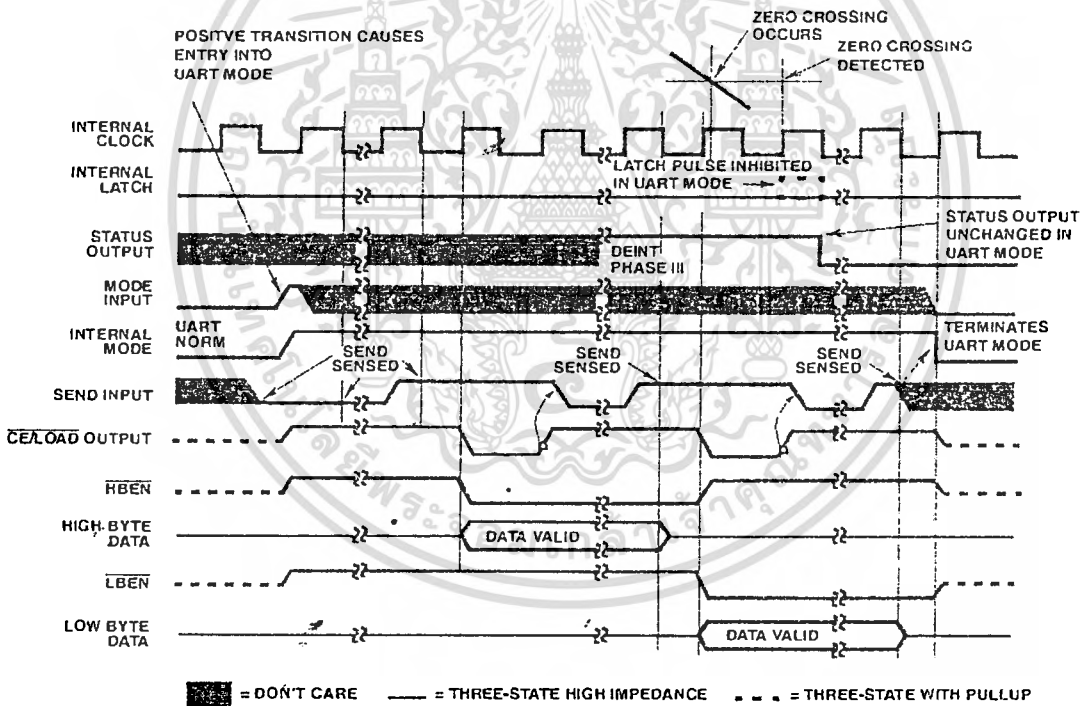 ZERO CROSSING
OCCURS
POSITVE TRANSITION CAUSES
ENTRY INTO
UART MODE
ZERO CROSSING
DETECTED
INTERNAL
CLOCK
INTERNAL
LATCH
LATCH PULSE INHIBITED
IN UART MODE
STATUS
OUTPUT
DEINT
PHASE III
STATUS OUTPUT
UNCHANGED IN
UART MODE
MODE
INPUT
INTERNAL
MODE
UART
NORM
TERMINATES
UART MODE
SEND
SENSED
SEND
SENSED
SEND
SENSED
SEND INPUT
CE/LOAD OUTPUT
HBEN
HIGH BYTE
DATA
DATA VALID
LBEN
LOW BYTE
DATA
DATA VALID
= DON'T CARE
= THREE-STATE HIGH IMPEDANCE
= THREE-STATE WITH PULLUP